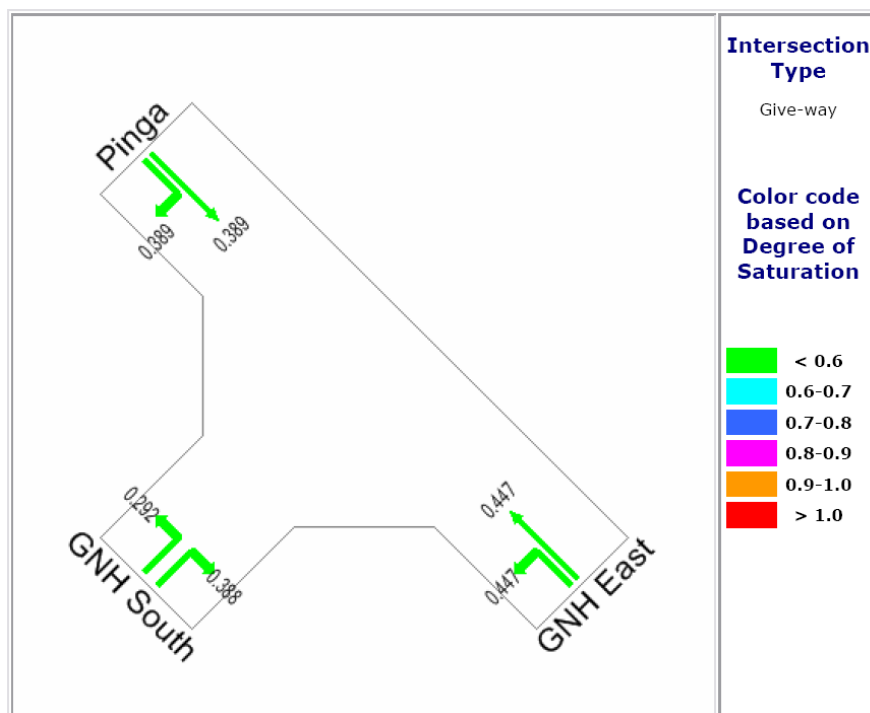 Pinga
0.389
0.389
0.292
0.388
GNH South
0.447
0.447
GNH East
Intersection
Type
Give-way
Color code
based on
Degree of
Saturation
< 0.6
0.6-0.7
0.7-0.8
0.8-0.9
0.9-1.0
> 1.0